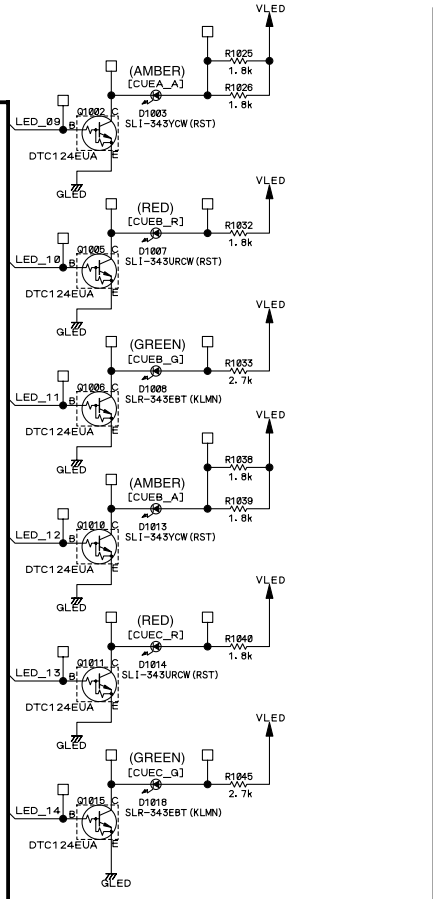 VLED
R1025
1.8k
(AMBER)
[CUEA_A]
R1026
1.8k
Q1002 C
D1003
SLI-343YCW(RST)
LED_09
B
DTC124EUA
E
GLED
VLED
(RED)
[CUEB_R]
R1032
1.8k
Q1005 C
D1007
SLI-343URCW(RST)
LED_10
B
DTC124EUA
E
GLED
VLED
(GREEN)
[CUEB_G]
R1033
2.7k
Q1006 C
D1008
SLR-343EBT(KLMN)
LED_11
B
DTC124EUA
E
GLED
VLED
R1038
1.8k
(AMBER)
[CUEB_A]
R1039
1.8k
Q1010 C
D1013
SLI-343YCW(RST)
LED_12
B
DTC124EUA
E
GLED
VLED
(RED)
[CUEC_R]
R1040
1.8k
Q1011 C
D1014
SLI-343URCW(RST)
LED_13
B
DTC124EUA
E
GLED
VLED
(GREEN)
[CUEC_G]
R1045
2.7k
Q1015 C
D1018
SLR-343EBT(KLMN)
LED_14
B
DTC124EUA
E
GLED